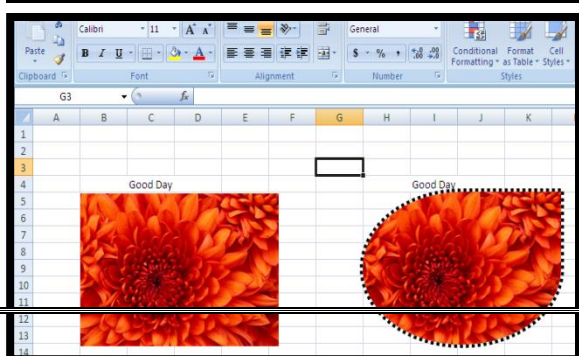 Calibri 11 A A General
Paste B I U A $ % , .0 .00 .00 .0 Conditional Format Cell
Formatting as Table Styles
Clipboard Font Alignment Number Styles
G3 fx
A B C D E F G H I J K
1
2
3
4 Good Day Good Day
5
6
7
8
9
10
11
12
13
14